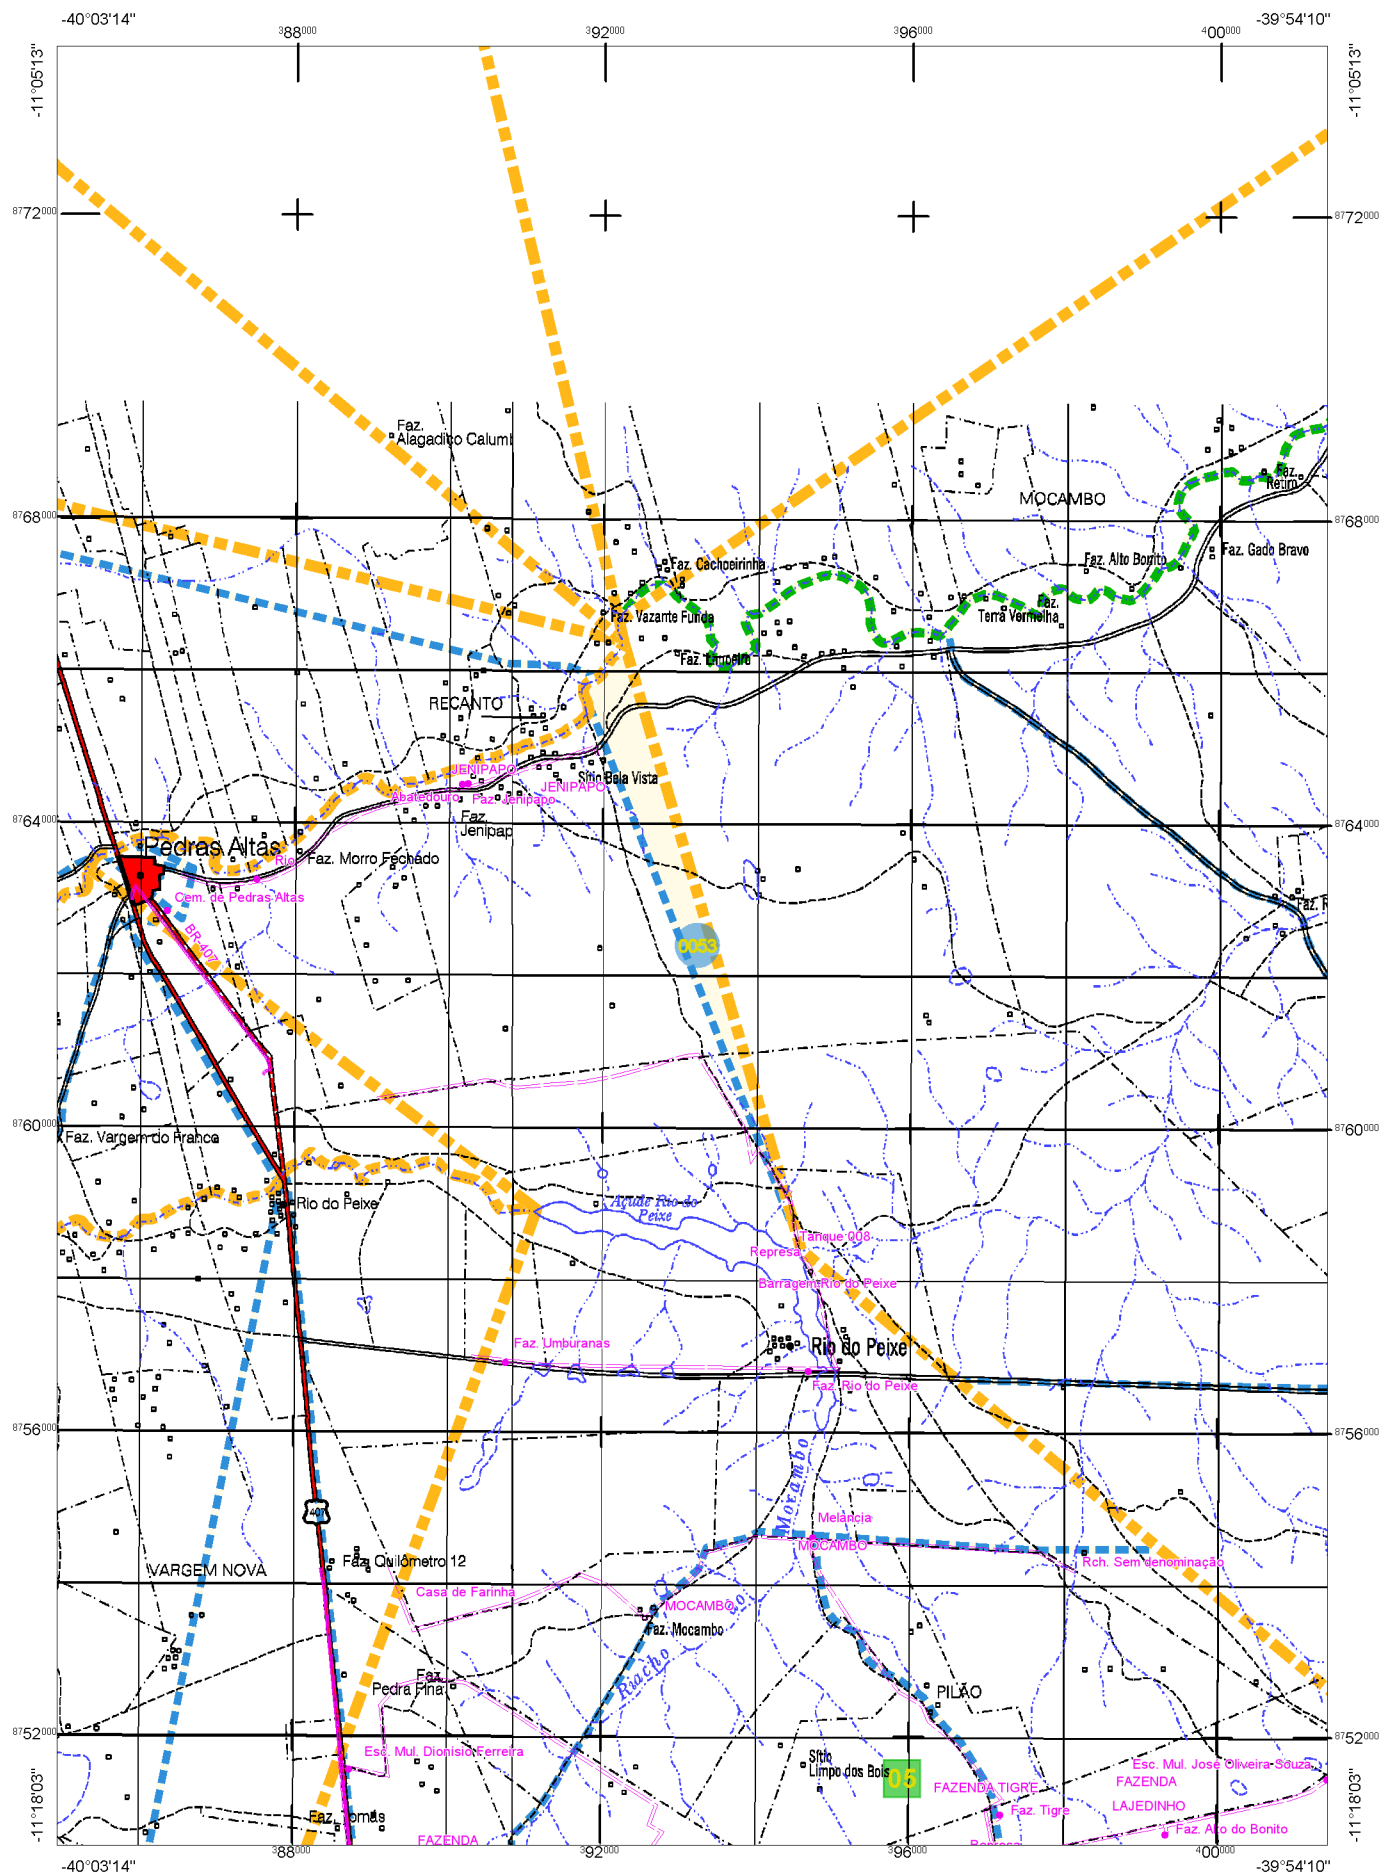 -40°03'14"
-39°54'10"
388000
392000
396000
400000
-11°05'13"
-11°05'13"
8772000
8772000
Faz.
Alagadiço Calumbi
MOCAMBO
Faz.
Retiro
8768000
8768000
Faz. Gado Bravo
Faz. Alto Bonito
Faz. Cachoeirinha
Faz.
Terra Vermelha
Faz. Vazante Funda
Faz. Limoeira
RECANTO
JENIPAPO
Sítio Bela Vista
JENIPAPO
Abatedouro
Faz. Jenipapo
Faz.
Jenipap
8764000
8764000
Pedras Altas
Rio
Faz. Morro Fechado
Cem. de Pedras Altas
BR-407
0053
8760000
8760000
Faz. Vargem do Franco
Rio do Peixe
Açude Rio do
Peixe
Tanque 008
Represa
Barragem Rio do Peixe
Faz. Umburanas
Rio do Peixe
Faz. Rio do Peixe
8756000
8756000
Mocambo
407
Melancia
MOCAMBO
Rch. Sem denominação
Faz. Quilômetro 12
VARGEM NOVA
Casa de Farinha
MOCAMBO
Faz. Mocambo
Riacho do
Faz.
Pedra Fina
PILÃO
8752000
8752000
Esc. Mul. Dionisio Ferreira
Sítio
Limpo dos Bois
05
Esc. Mul. José Oliveira Souza
FAZENDA TIGRE
FAZENDA
LAJEDINHO
Faz. Tigre
Faz. Tomás
Faz. Alto do Bonito
FAZENDA
Represa
-11°18'03"
-11°18'03"
388000
392000
396000
400000
-40°03'14"
-39°54'10"